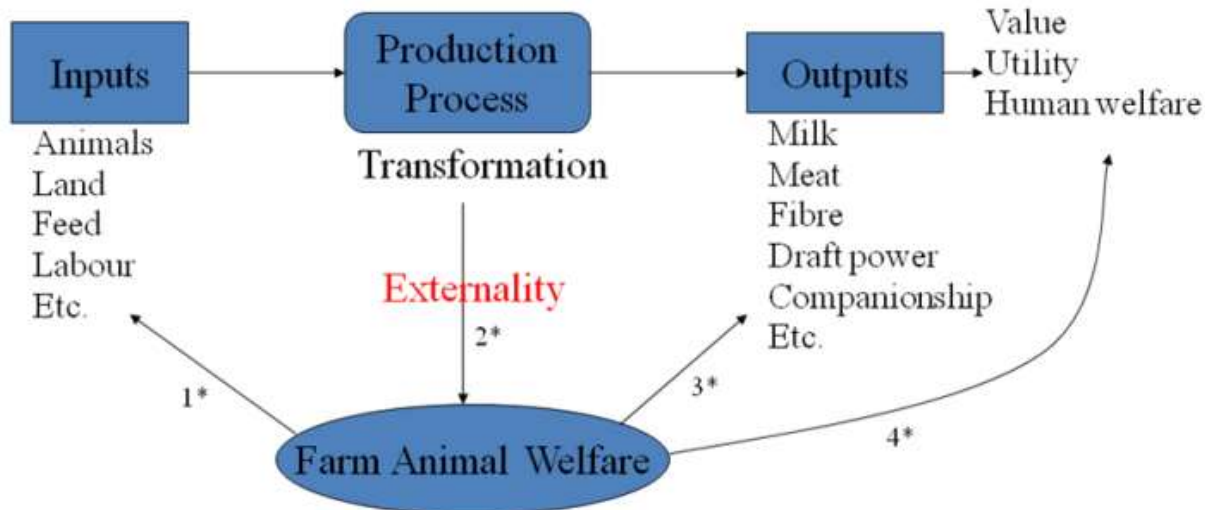 Inputs
Animals
Land
Feed
Labour
Etc.
Production
Process
Transformation
Externality
Outputs
Milk
Meat
Fibre
Draft power
Companionship
Etc.
Value
Utility
Human welfare
1*
2*
3*
4*
Farm Animal Welfare